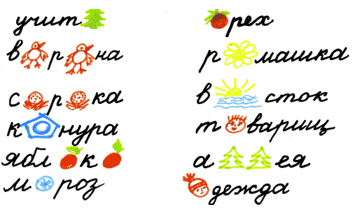 учит
в р на
с р ка
к нура
ябл к
м роз
рех
р машка
в сток
т варищ
а ея
дежда